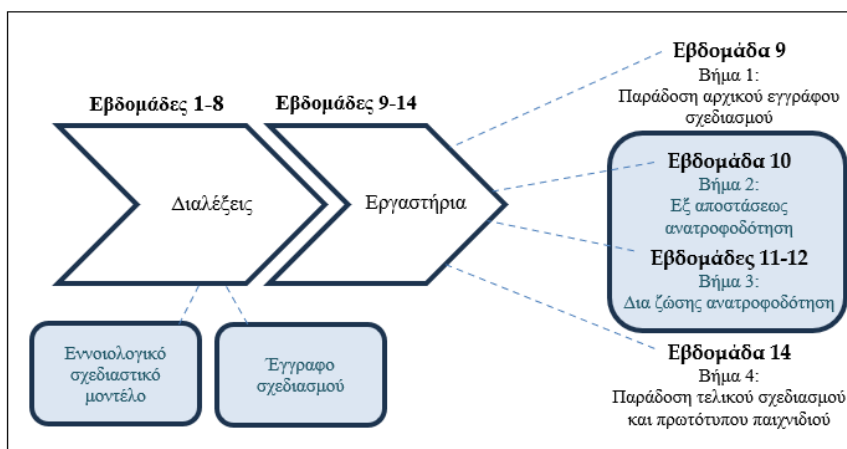 Εβδομάδες 1-8
Διαλέξεις
Εννοιολογικό
σχεδιαστικό
μοντέλο
Έγγραφο
σχεδιασμού
Εβδομάδες 9-14
Εργαστήρια
Εβδομάδα 9
Βήμα 1:
Παράδοση αρχικού εγγράφου
σχεδιασμού
Εβδομάδα 10
Βήμα 2:
Εξ αποστάσεως
ανατροφοδότηση
Εβδομάδες 11-12
Βήμα 3:
Δια ζώσης ανατροφοδότηση
Εβδομάδα 14
Βήμα 4:
Παράδοση τελικού σχεδιασμού
και πρωτότυπου παιχνιδιού